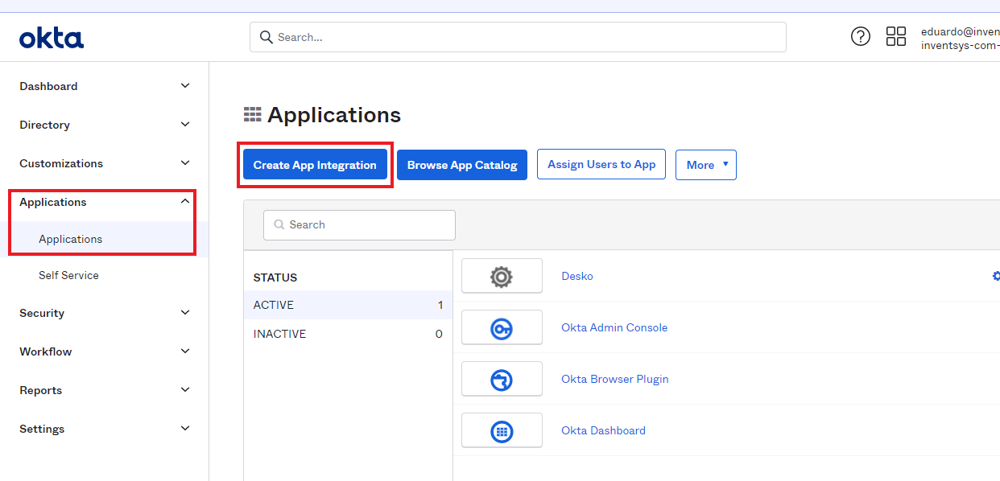 okta
Search...
eduardo@inven
inventsys-com-
Dashboard
Directory
Customizations
Applications
Applications
Self Service
Security
Workflow
Reports
Settings
Applications
Create App Integration
Browse App Catalog
Assign Users to App
More
Search
STATUS
ACTIVE 1
INACTIVE 0
Desko
Okta Admin Console
Okta Browser Plugin
Okta Dashboard